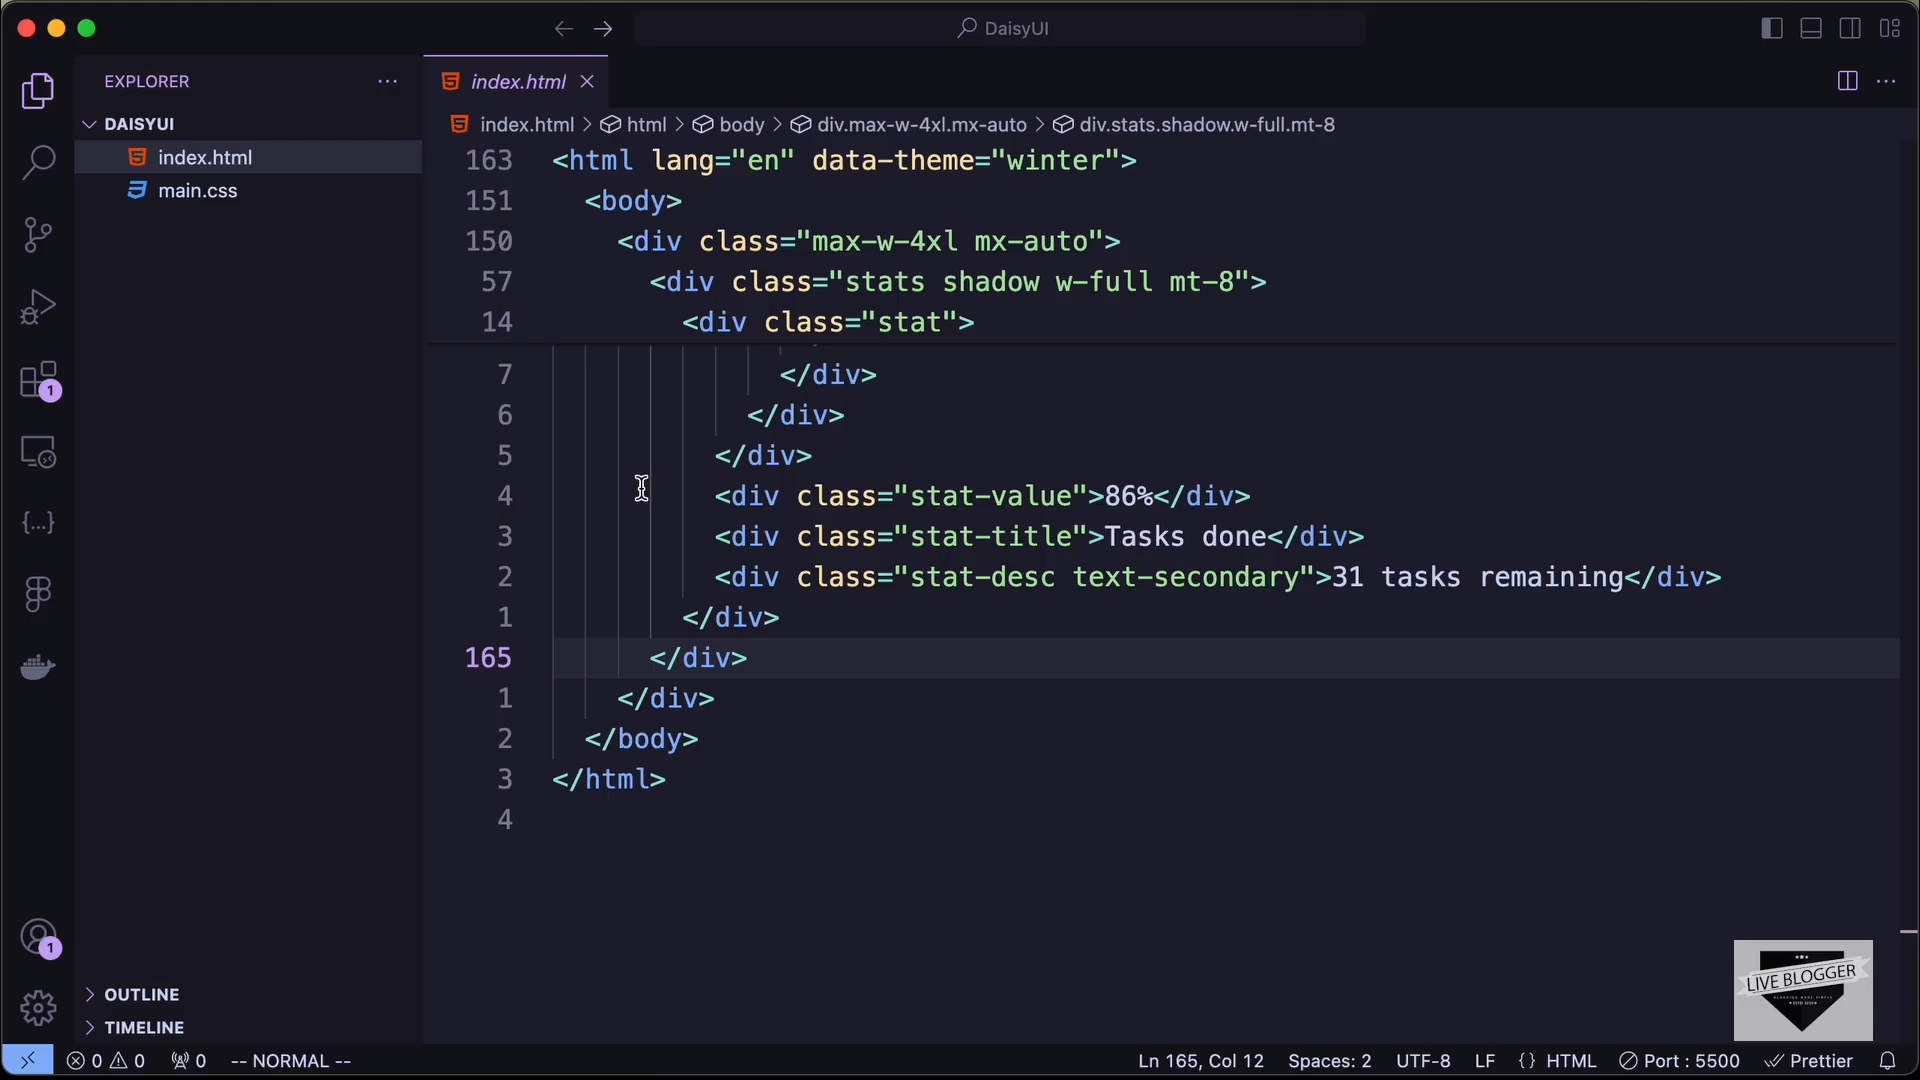 DaisyUI
EXPLORER
DAISYUI
index.html
main.css
OUTLINE
TIMELINE
index.html
index.html > html > body > div.max-w-4xl.mx-auto > div.stats.shadow.w-full.mt-8
163 <html lang="en" data-theme="winter">
151 <body>
150 <div class="max-w-4xl mx-auto">
57 <div class="stats shadow w-full mt-8">
14 <div class="stat">
7 </div>
6 </div>
5 </div>
4 <div class="stat-value">86%</div>
3 <div class="stat-title">Tasks done</div>
2 <div class="stat-desc text-secondary">31 tasks remaining</div>
1 </div>
165 </div>
1 </div>
2 </body>
3 </html>
4
1
1
LIVE BLOGGER
0 0 0 -- NORMAL -- Ln 165, Col 12 Spaces: 2 UTF-8 LF {} HTML Port : 5500 Prettier